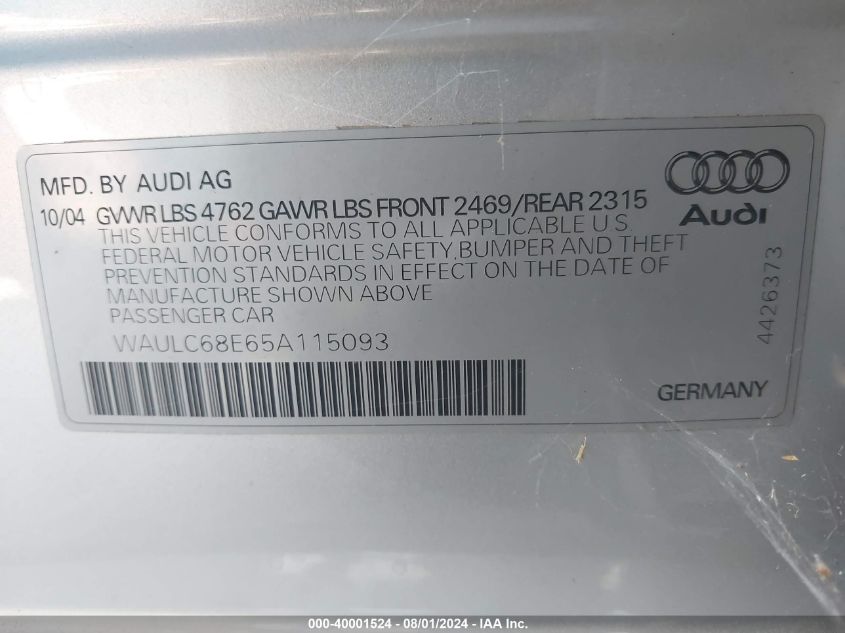 MFD. BY AUDI AG
10/04 GVWR LBS 4762 GAWR LBS FRONT 2469/REAR 2315
THIS VEHICLE CONFORMS TO ALL APPLICABLE U.S.
FEDERAL MOTOR VEHICLE SAFETY,BUMPER AND THEFT
PREVENTION STANDARDS IN EFFECT ON THE DATE OF
MANUFACTURE SHOWN ABOVE
PASSENGER CAR
WAULC68E65A115093
Audi
4426373
GERMANY
000-40001524 - 08/01/2024 - IAA Inc.